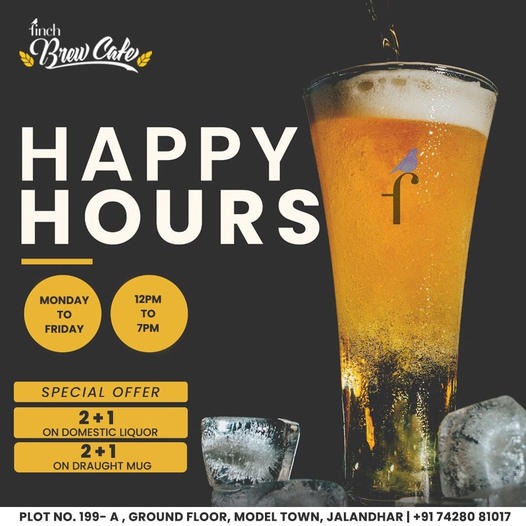 finch
Brew Cafe
HAPPY
HOURS
MONDAY
TO
FRIDAY
12PM
TO
7PM
f
SPECIAL OFFER
2 + 1
ON DOMESTIC LIQUOR
2 + 1
ON DRAUGHT MUG
PLOT NO. 199- A , GROUND FLOOR, MODEL TOWN, JALANDHAR | +91 74280 81017